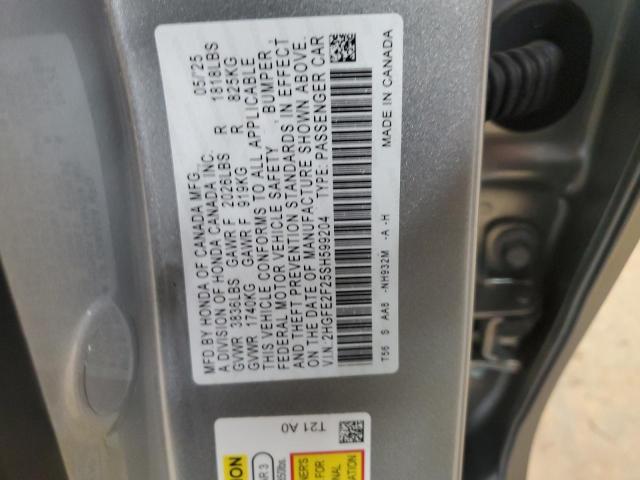 MFD BY HONDA OF CANADA MFG. 05/25
A DIVISION OF HONDA CANADA INC.
GVWR 3836LBS GAWR F 2026LBS R 1818LBS
GVWR 1740KG GAWR F 919KG R 825KG
THIS VEHICLE CONFORMS TO ALL APPLICABLE
FEDERAL MOTOR VEHICLE SAFETY BUMPER,
AND THEFT PREVENTION STANDARDS IN EFFECT
ON THE DATE OF MANUFACTURE SHOWN ABOVE.
V.I.N.:2HGFE2F25SH599204 TYPE: PASSENGER CAR
T56 S AA8 -NH932M -A -H MADE IN CANADA
T21 A0